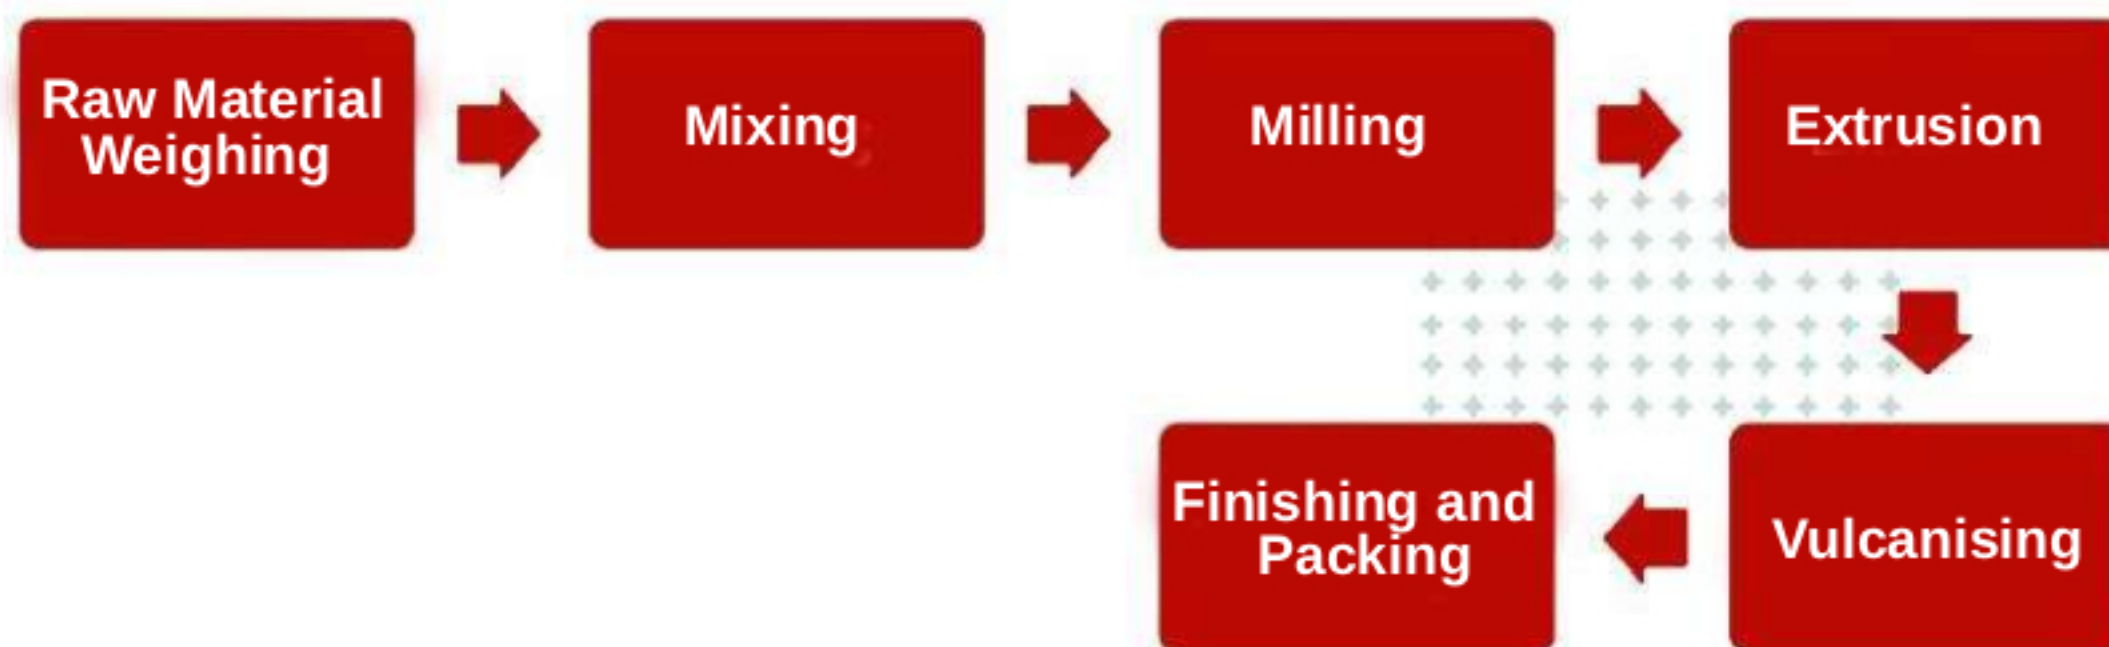 Raw Material
Weighing
Mixing
Milling
Extrusion
Vulcanising
Finishing and
Packing